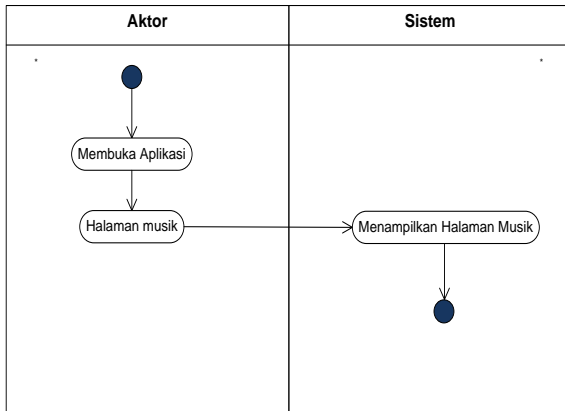 Aktor
Sistem
Membuka Aplikasi
Halaman musik
Menampilkan Halaman Musik